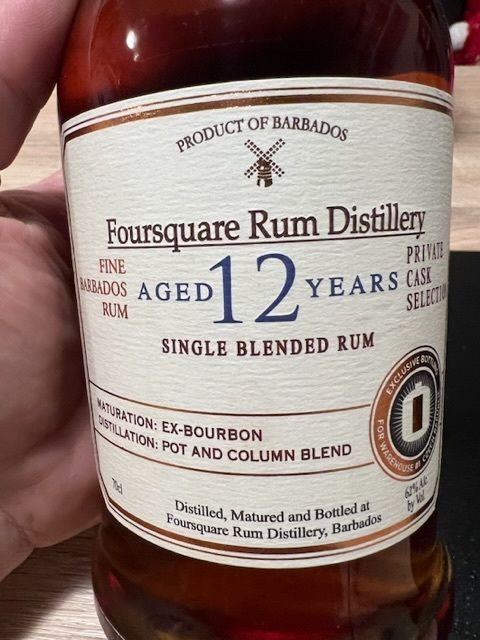 PRODUCT OF BARBADOS
Foursquare Rum Distillery
FINE
BARBADOS
RUM
AGED 12 YEARS
PRIVATE
CASK
SELECTION
SINGLE BLENDED RUM
MATURATION: EX-BOURBON
DISTILLATION: POT AND COLUMN BLEND
EXCLUSIVE BOTTLING
FOR WAREHOUSE
70cl
Distilled, Matured and Bottled at
Foursquare Rum Distillery, Barbados
62% Alc.
by Vol.